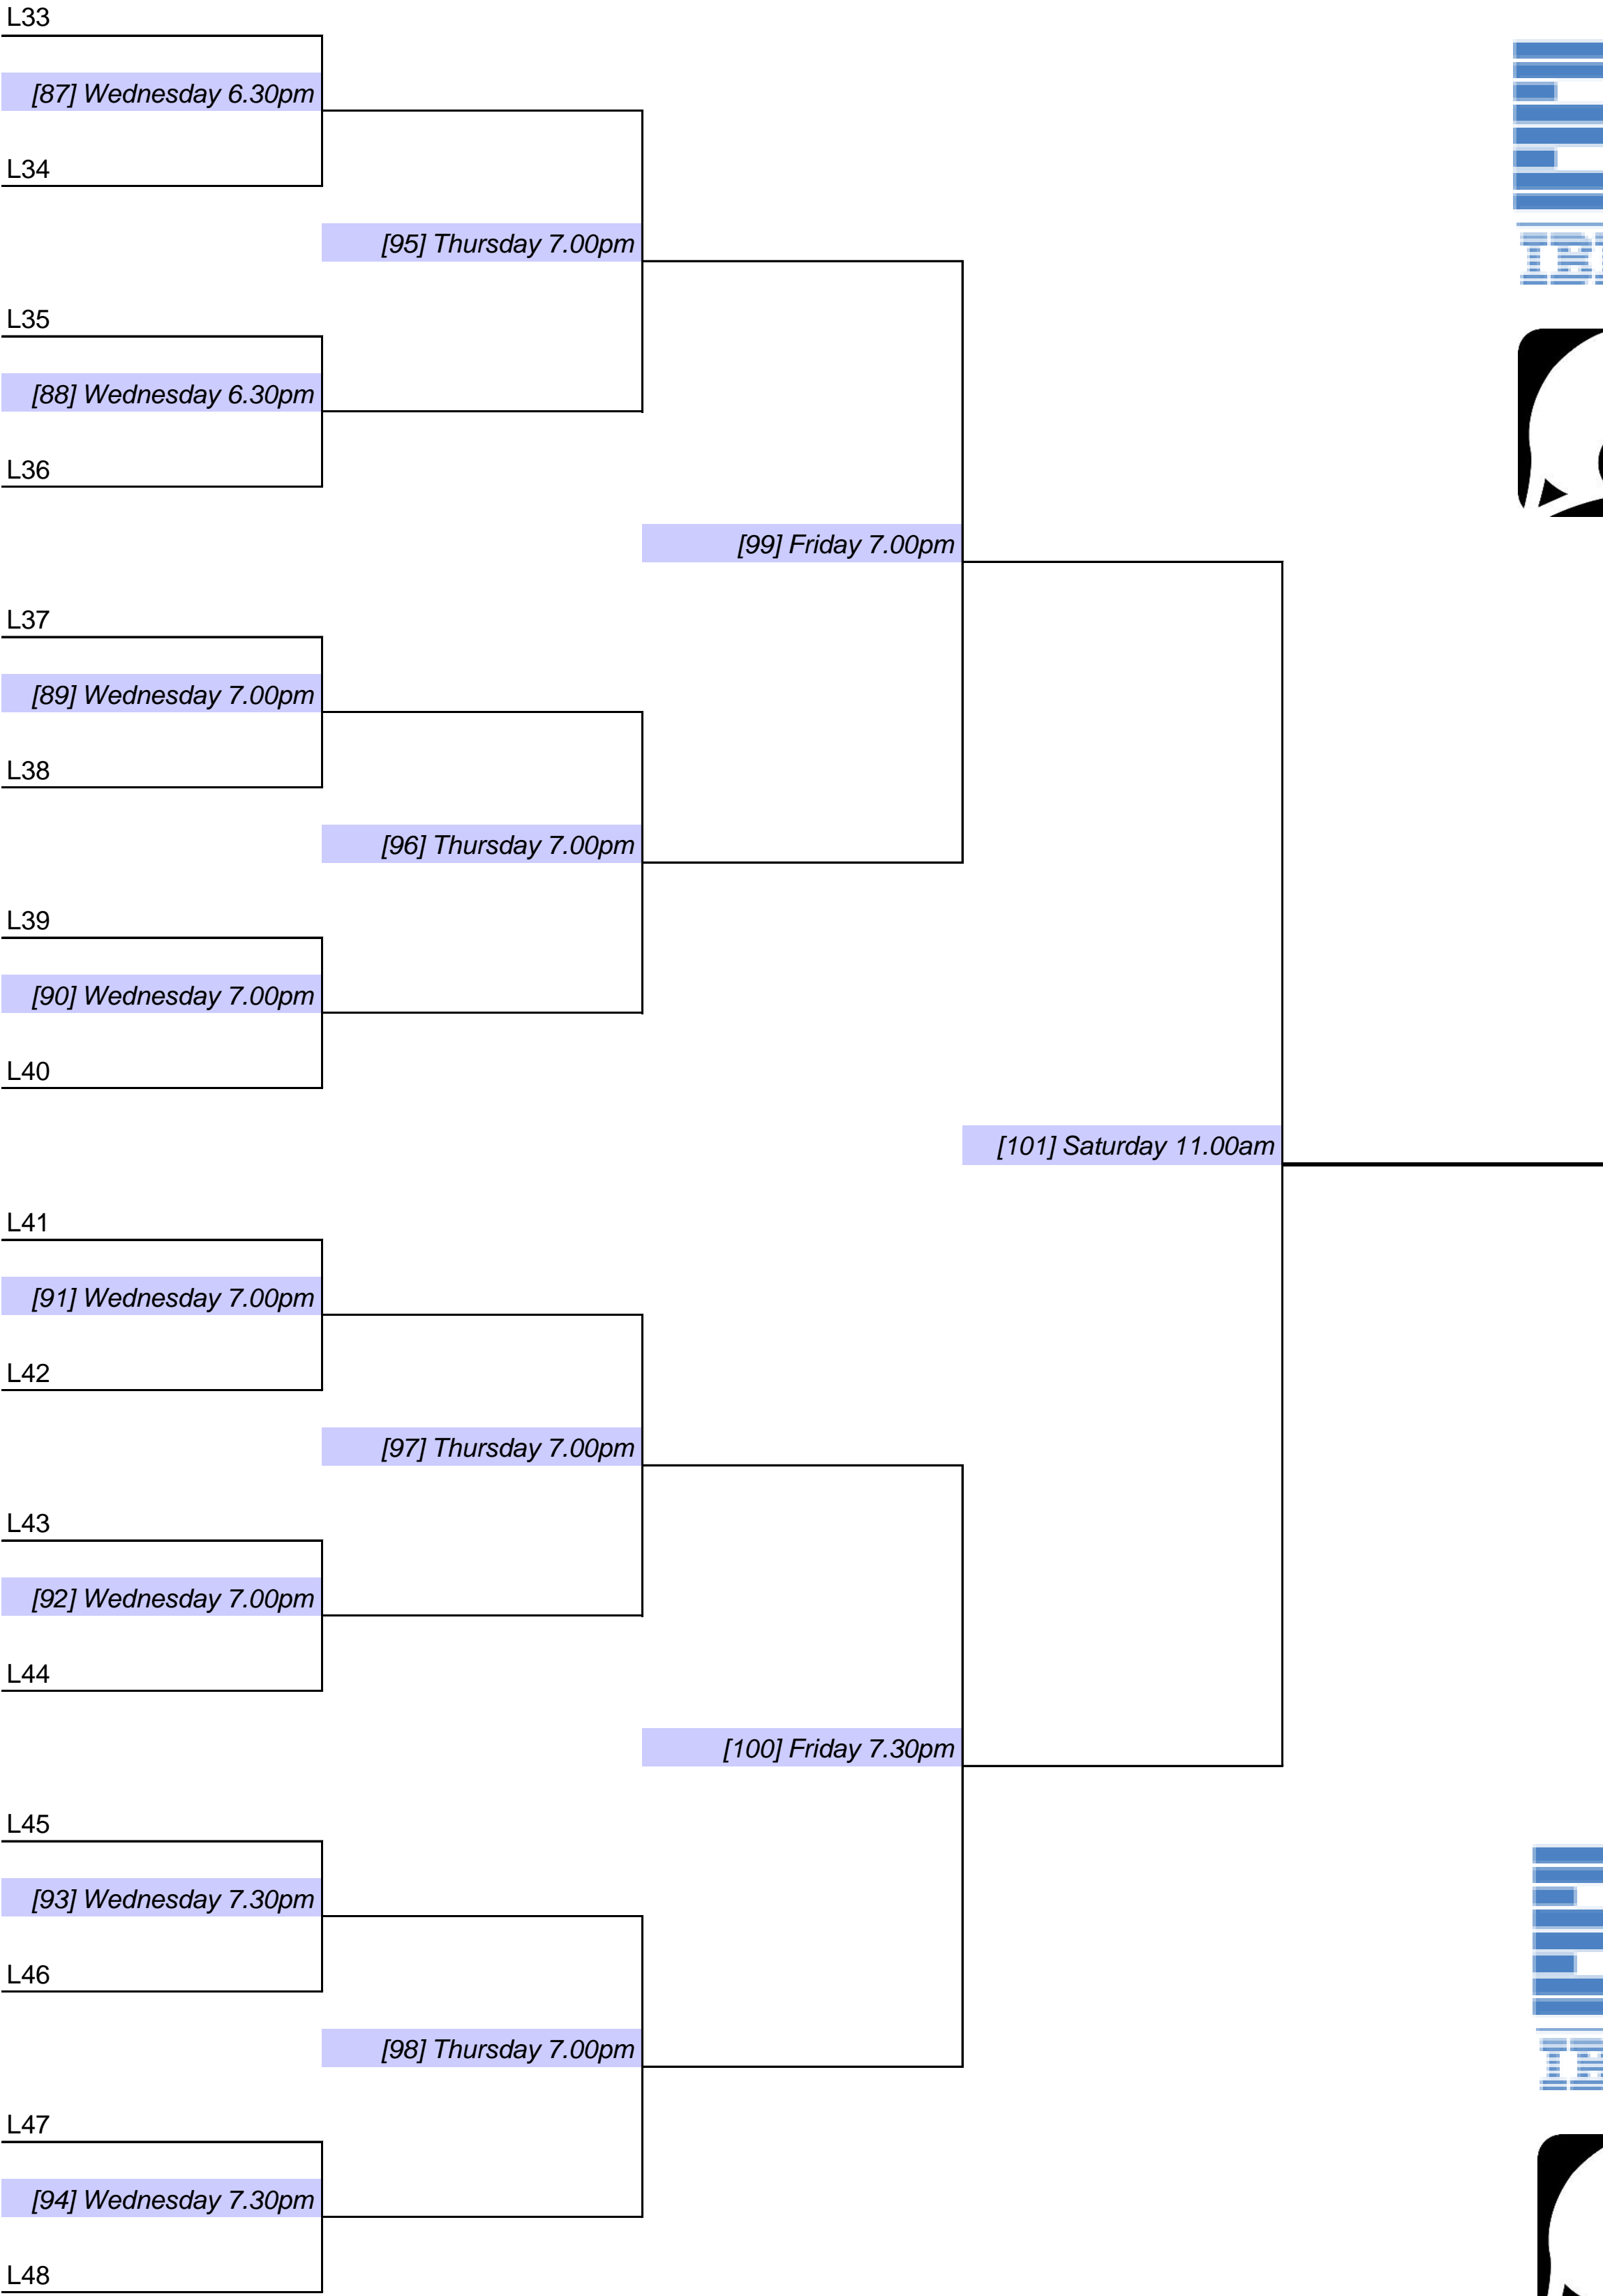 L33
[87] Wednesday 6.30pm
L34
[95] Thursday 7.00pm
L35
[88] Wednesday 6.30pm
L36
[99] Friday 7.00pm
L37
[89] Wednesday 7.00pm
L38
[96] Thursday 7.00pm
L39
[90] Wednesday 7.00pm
L40
[101] Saturday 11.00am
L41
[91] Wednesday 7.00pm
L42
[97] Thursday 7.00pm
L43
[92] Wednesday 7.00pm
L44
[100] Friday 7.30pm
L45
[93] Wednesday 7.30pm
L46
[98] Thursday 7.00pm
L47
[94] Wednesday 7.30pm
L48